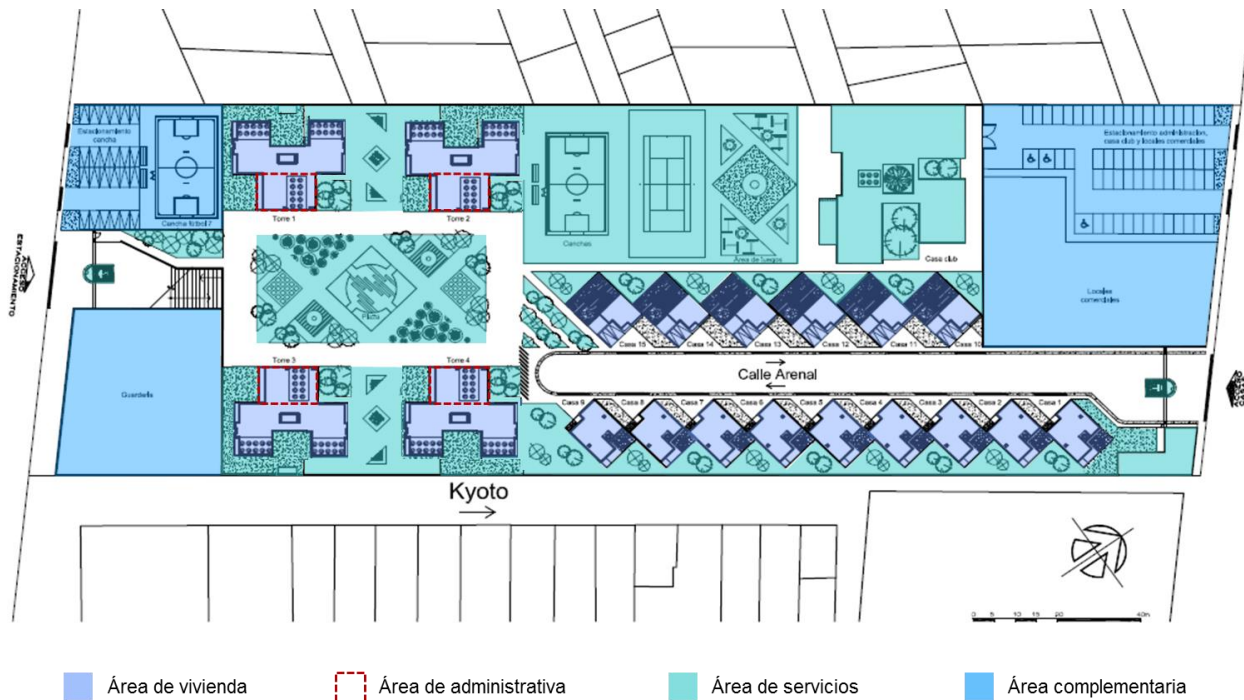 Estacionamiento
cancha
Estacionamiento administracion,
casa club y locales comerciales
Cancha futbol 7
Torre 1
Torre 2
Canchas
Área de juegos
Casa club
ACCESO
ESTACIONAMIENTO
Locales
comerciales
Casa 15
Casa 14
Casa 13
Casa 12
Casa 11
Casa 10
Torre 3
Torre 4
Calle Arenal
Guardería
Casa 9
Casa 8
Casa 7
Casa 6
Casa 5
Casa 4
Casa 3
Casa 2
Casa 1
Kyoto
0 5 10 15 20 40m
Área de vivienda
Área de administrativa
Área de servicios
Área complementaria